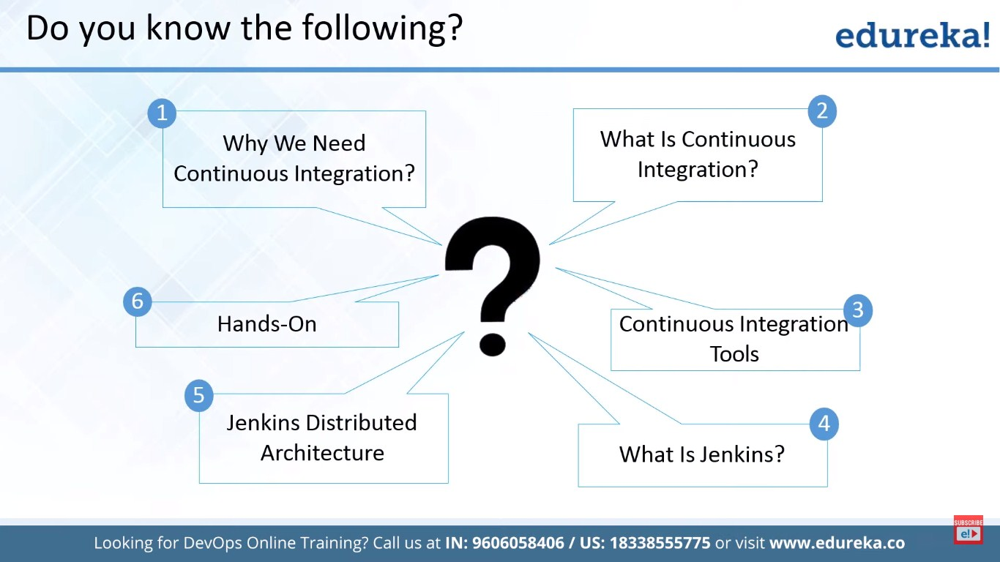 Do you know the following?
edureka!
1
Why We Need
Continuous Integration?
2
What Is Continuous
Integration?
3
Continuous Integration
Tools
4
What Is Jenkins?
5
Jenkins Distributed
Architecture
6
Hands-On
SUBSCRIBE
e!
Looking for DevOps Online Training? Call us at IN: 9606058406 / US: 18338555775 or visit www.edureka.co